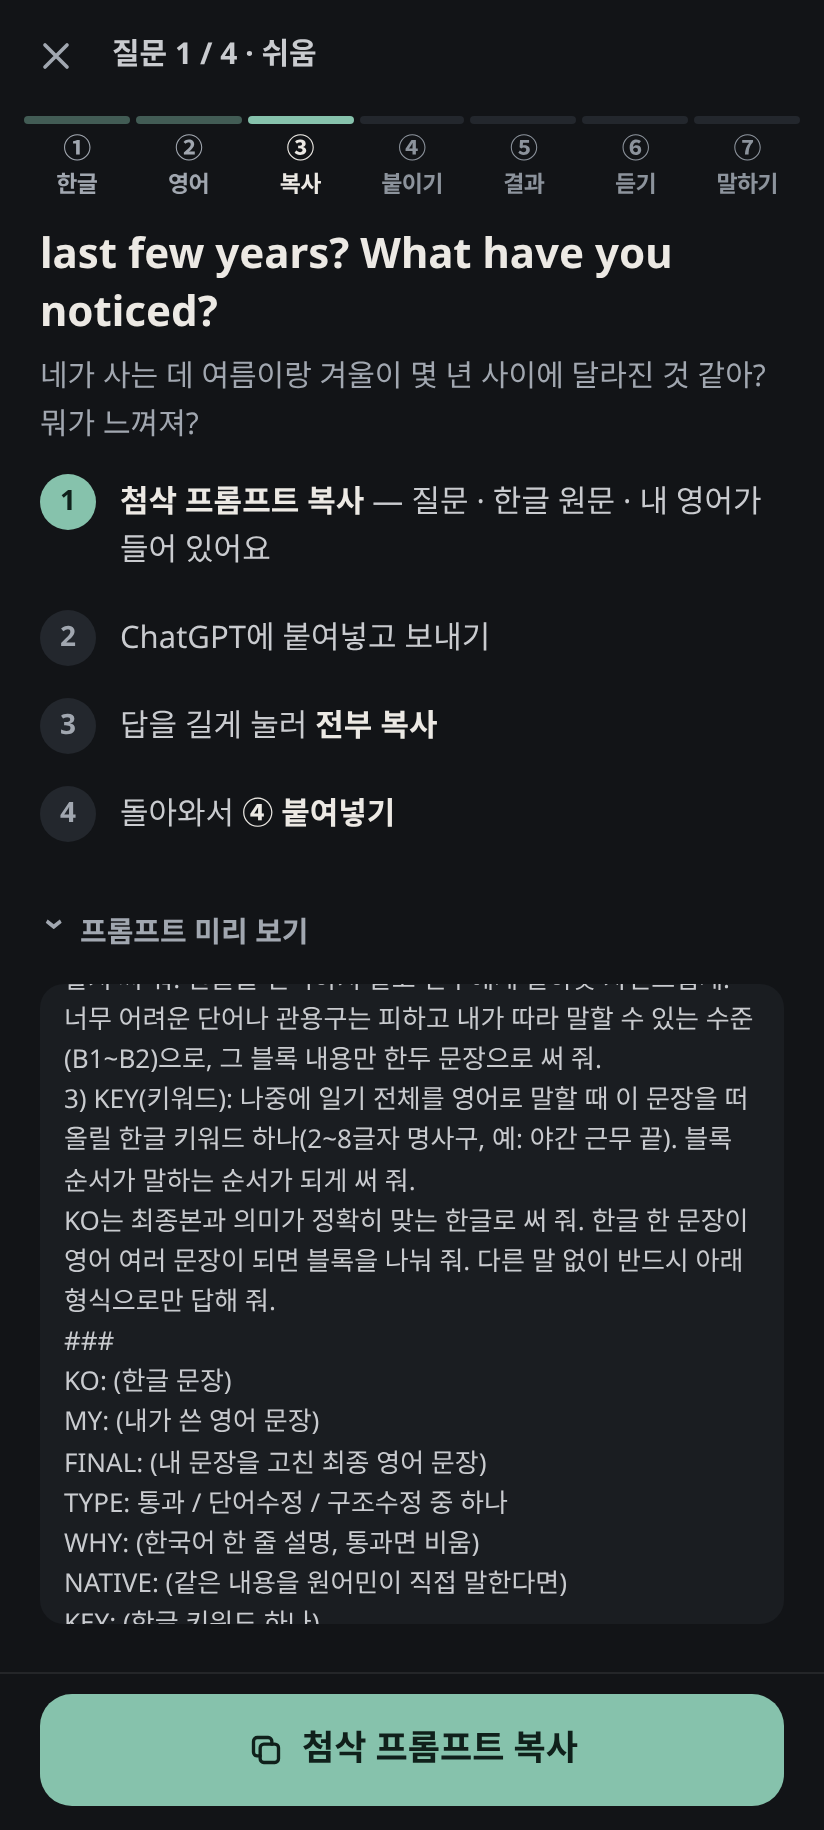 질문 1 / 4 · 쉬움
① ② ③ ④ ⑤ ⑥ ⑦
한글 영어 복사 붙이기 결과 듣기 말하기
last few years? What have you
noticed?
네가 사는 데 여름이랑 겨울이 몇 년 사이에 달라진 것 같아?
뭐가 느껴져?
1 첨삭 프롬프트 복사 — 질문 · 한글 원문 · 내 영어가
들어 있어요
2 ChatGPT에 붙여넣고 보내기
3 답을 길게 눌러 전부 복사
4 돌아와서 ④ 붙여넣기
프롬프트 미리 보기
너무 어려운 단어나 관용구는 피하고 내가 따라 말할 수 있는 수준
(B1~B2)으로, 그 블록 내용만 한두 문장으로 써 줘.
3) KEY(키워드): 나중에 일기 전체를 영어로 말할 때 이 문장을 떠
올릴 한글 키워드 하나(2~8글자 명사구, 예: 야간 근무 끝). 블록
순서가 말하는 순서가 되게 써 줘.
KO는 최종본과 의미가 정확히 맞는 한글로 써 줘. 한글 한 문장이
영어 여러 문장이 되면 블록을 나눠 줘. 다른 말 없이 반드시 아래
형식으로만 답해 줘.
###
KO: (한글 문장)
MY: (내가 쓴 영어 문장)
FINAL: (내 문장을 고친 최종 영어 문장)
TYPE: 통과 / 단어수정 / 구조수정 중 하나
WHY: (한국어 한 줄 설명, 통과면 비움)
NATIVE: (같은 내용을 원어민이 직접 말한다면)
KEY: (한글 키워드 하나)
첨삭 프롬프트 복사